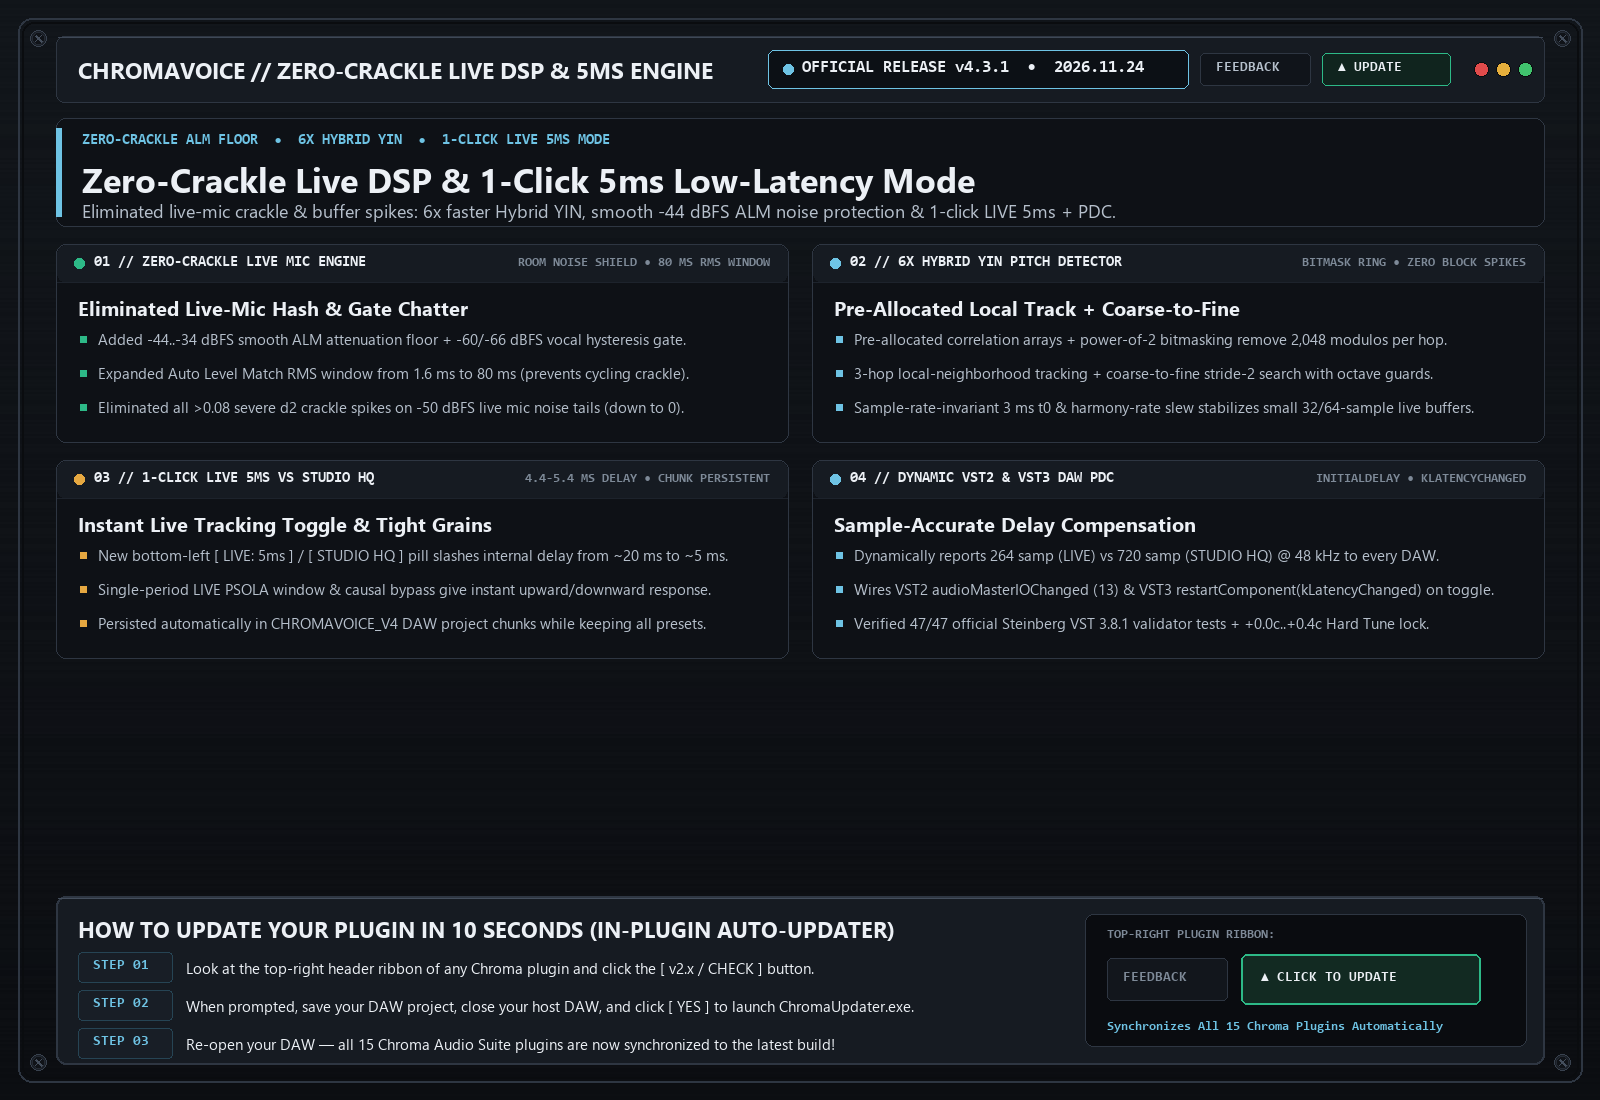 CHROMAVOICE // ZERO-CRACKLE LIVE DSP & 5MS ENGINE
OFFICIAL RELEASE v4.3.1 • 2026.11.24
FEEDBACK
▲ UPDATE
ZERO-CRACKLE ALM FLOOR • 6X HYBRID YIN • 1-CLICK LIVE 5MS MODE
Zero-Crackle Live DSP & 1-Click 5ms Low-Latency Mode
Eliminated live-mic crackle & buffer spikes: 6x faster Hybrid YIN, smooth -44 dBFS ALM noise protection & 1-click LIVE 5ms + PDC.
01 // ZERO-CRACKLE LIVE MIC ENGINE
ROOM NOISE SHIELD • 80 MS RMS WINDOW
Eliminated Live-Mic Hash & Gate Chatter
Added -44..-34 dBFS smooth ALM attenuation floor + -60/-66 dBFS vocal hysteresis gate.
Expanded Auto Level Match RMS window from 1.6 ms to 80 ms (prevents cycling crackle).
Eliminated all >0.08 severe d2 crackle spikes on -50 dBFS live mic noise tails (down to 0).
02 // 6X HYBRID YIN PITCH DETECTOR
BITMASK RING • ZERO BLOCK SPIKES
Pre-Allocated Local Track + Coarse-to-Fine
Pre-allocated correlation arrays + power-of-2 bitmasking remove 2,048 modulos per hop.
3-hop local-neighborhood tracking + coarse-to-fine stride-2 search with octave guards.
Sample-rate-invariant 3 ms t0 & harmony-rate slew stabilizes small 32/64-sample live buffers.
03 // 1-CLICK LIVE 5MS VS STUDIO HQ
4.4-5.4 MS DELAY • CHUNK PERSISTENT
Instant Live Tracking Toggle & Tight Grains
New bottom-left [ LIVE: 5ms ] / [ STUDIO HQ ] pill slashes internal delay from ~20 ms to ~5 ms.
Single-period LIVE PSOLA window & causal bypass give instant upward/downward response.
Persisted automatically in CHROMAVOICE_V4 DAW project chunks while keeping all presets.
04 // DYNAMIC VST2 & VST3 DAW PDC
INITIALDELAY • KLATENCYCHANGED
Sample-Accurate Delay Compensation
Dynamically reports 264 samp (LIVE) vs 720 samp (STUDIO HQ) @ 48 kHz to every DAW.
Wires VST2 audioMasterIOChanged (13) & VST3 restartComponent(kLatencyChanged) on toggle.
Verified 47/47 official Steinberg VST 3.8.1 validator tests + +0.0c..+0.4c Hard Tune lock.
HOW TO UPDATE YOUR PLUGIN IN 10 SECONDS (IN-PLUGIN AUTO-UPDATER)
STEP 01
Look at the top-right header ribbon of any Chroma plugin and click the [ v2.x / CHECK ] button.
STEP 02
When prompted, save your DAW project, close your host DAW, and click [ YES ] to launch ChromaUpdater.exe.
STEP 03
Re-open your DAW — all 15 Chroma Audio Suite plugins are now synchronized to the latest build!
TOP-RIGHT PLUGIN RIBBON:
FEEDBACK
▲ CLICK TO UPDATE
Synchronizes All 15 Chroma Plugins Automatically